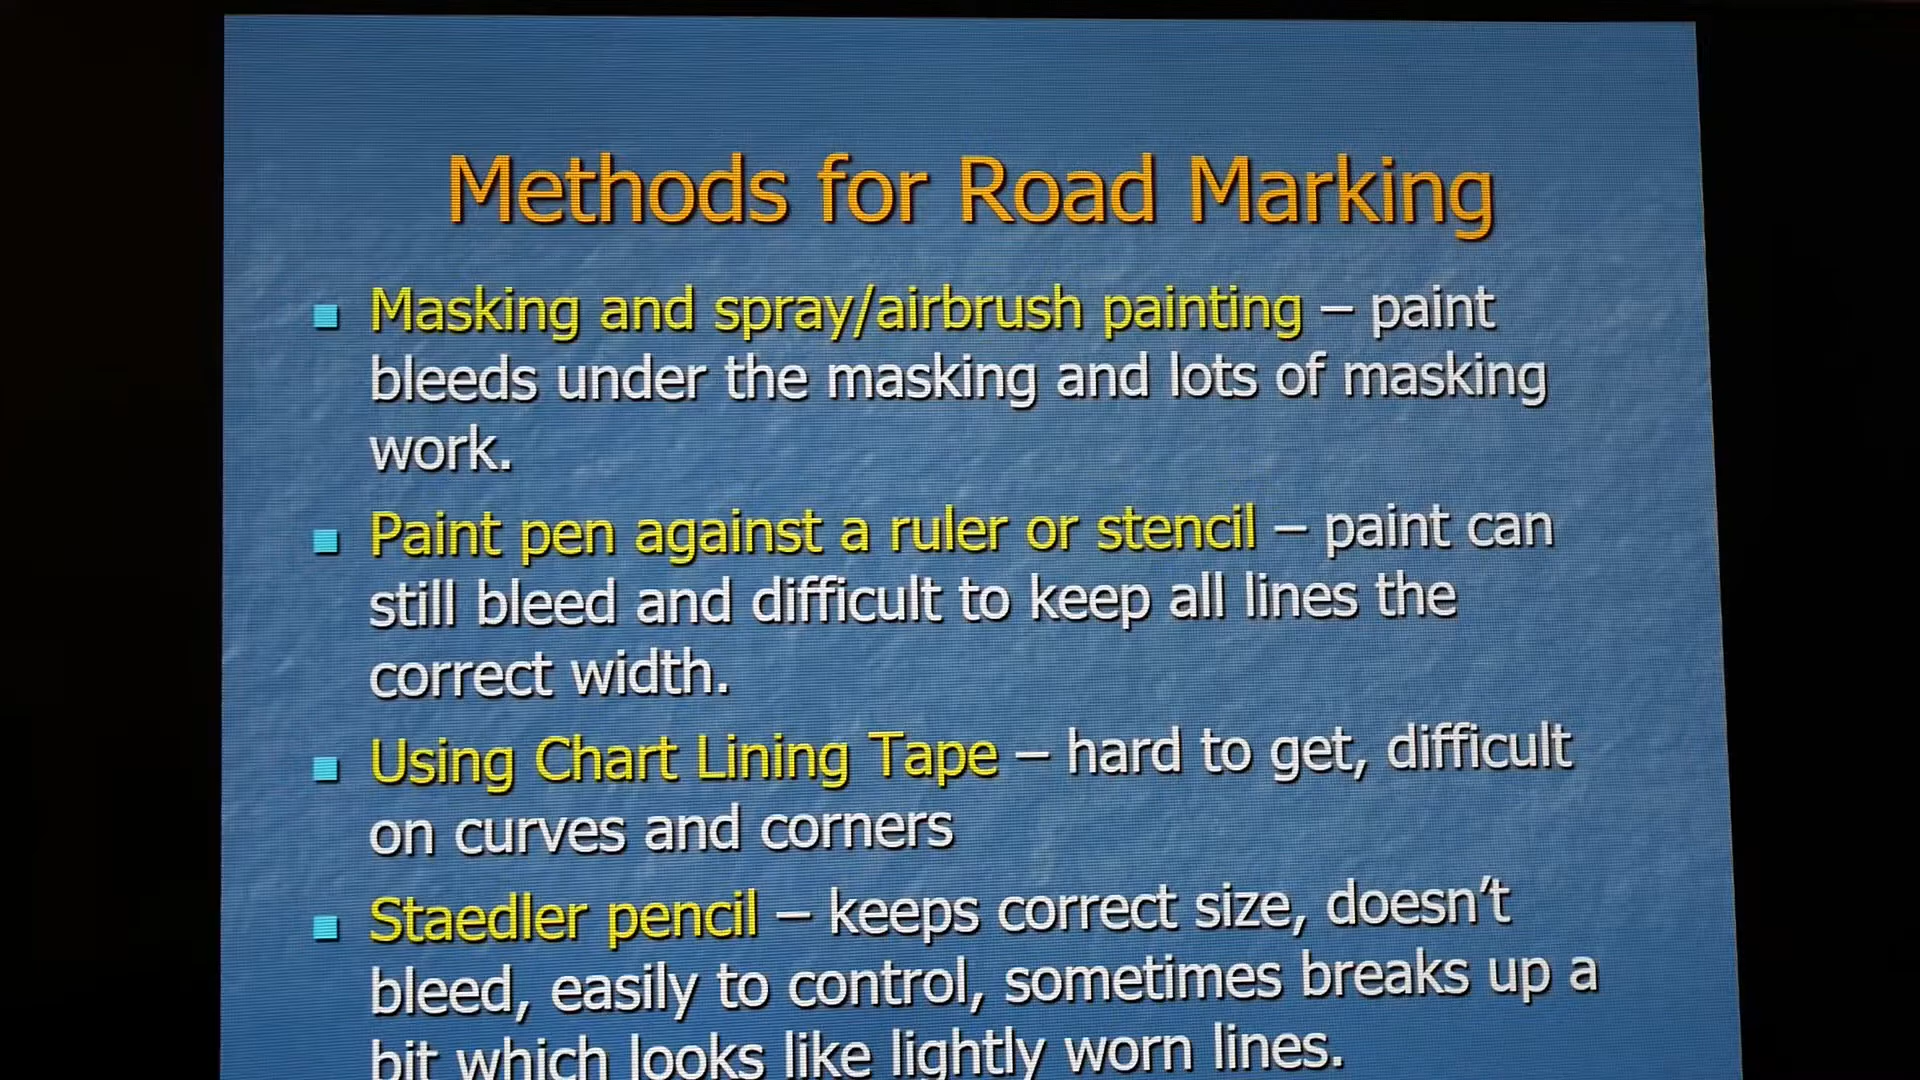 Methods for Road Marking
Masking and spray/airbrush painting – paint
bleeds under the masking and lots of masking
work.
Paint pen against a ruler or stencil – paint can
still bleed and difficult to keep all lines the
correct width.
Using Chart Lining Tape – hard to get, difficult
on curves and corners
Staedler pencil – keeps correct size, doesn’t
bleed, easily to control, sometimes breaks up a
bit which looks like lightly worn lines.